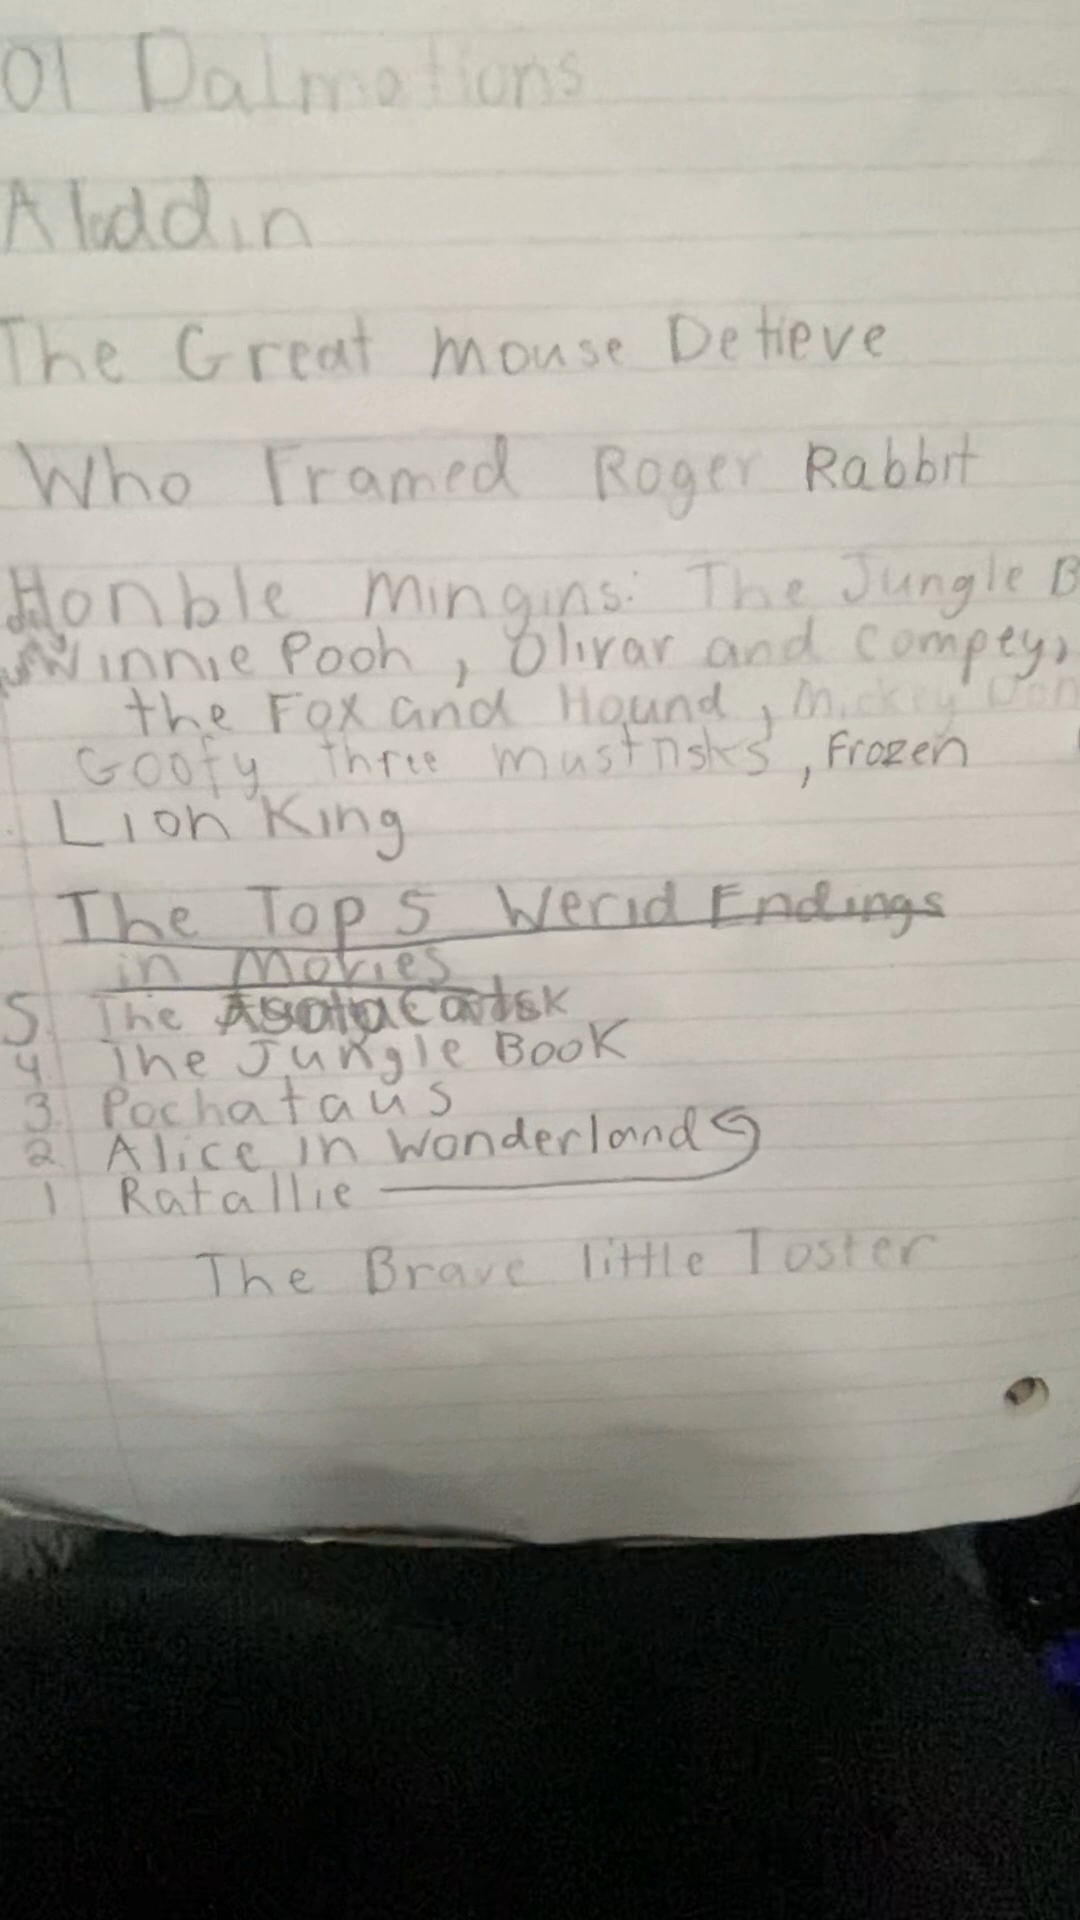 01 Dalmations
Aladdin
The Great mouse Detieve
Who Framed Roger Rabbit
Honble Mingins: The Jungle B
Winnie Pooh, Olivar and compey,
the Fox and Hound, Mickey Don
Goofy three mustrisks, Frozen
Lion King
The Top 5 Werid Endings
in Movies
5. The
4 The Jungle Book
3. Pochataus
2 Alice in Wonderland
1 Ratallie
The Brave little Toster